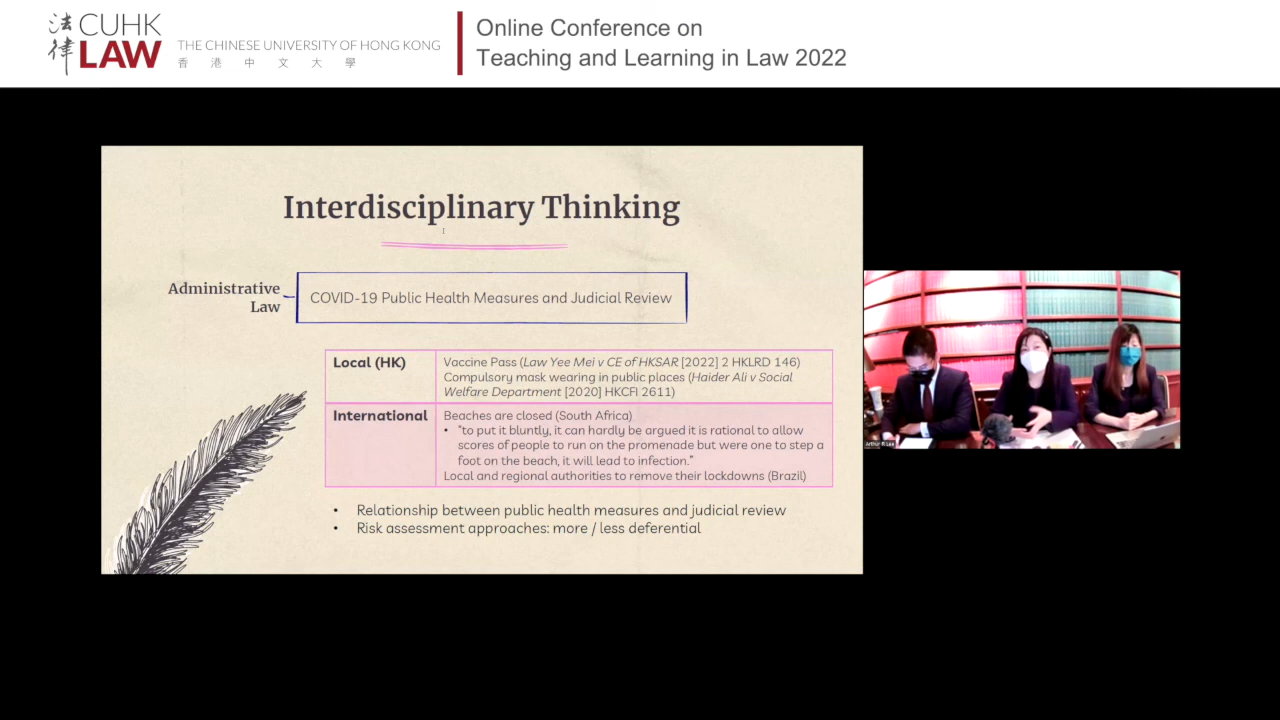 法律
CUHK
LAW
THE CHINESE UNIVERSITY OF HONG KONG
香港中文大學
Online Conference on
Teaching and Learning in Law 2022
Interdisciplinary Thinking
Administrative
Law
COVID-19 Public Health Measures and Judicial Review
Local (HK)
Vaccine Pass (Law Yee Mei v CE of HKSAR [2022] 2 HKLRD 146)
Compulsory mask wearing in public places (Haider Ali v Social
Welfare Department [2020] HKCFI 2611)
International
Beaches are closed (South Africa)
• "to put it bluntly, it can hardly be argued it is rational to allow
scores of people to run on the promenade but were one to step a
foot on the beach, it will lead to infection."
Local and regional authorities to remove their lockdowns (Brazil)
• Relationship between public health measures and judicial review
• Risk assessment approaches: more / less deferential